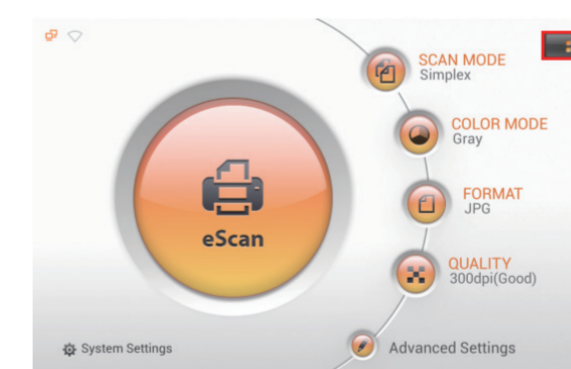 SCAN MODE
Simplex
COLOR MODE
Gray
FORMAT
JPG
eScan
QUALITY
300dpi(Good)
System Settings
Advanced Settings